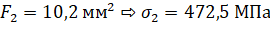 F₂ = 10,2 мм² ⇨ σ₂ = 472,5 МПа